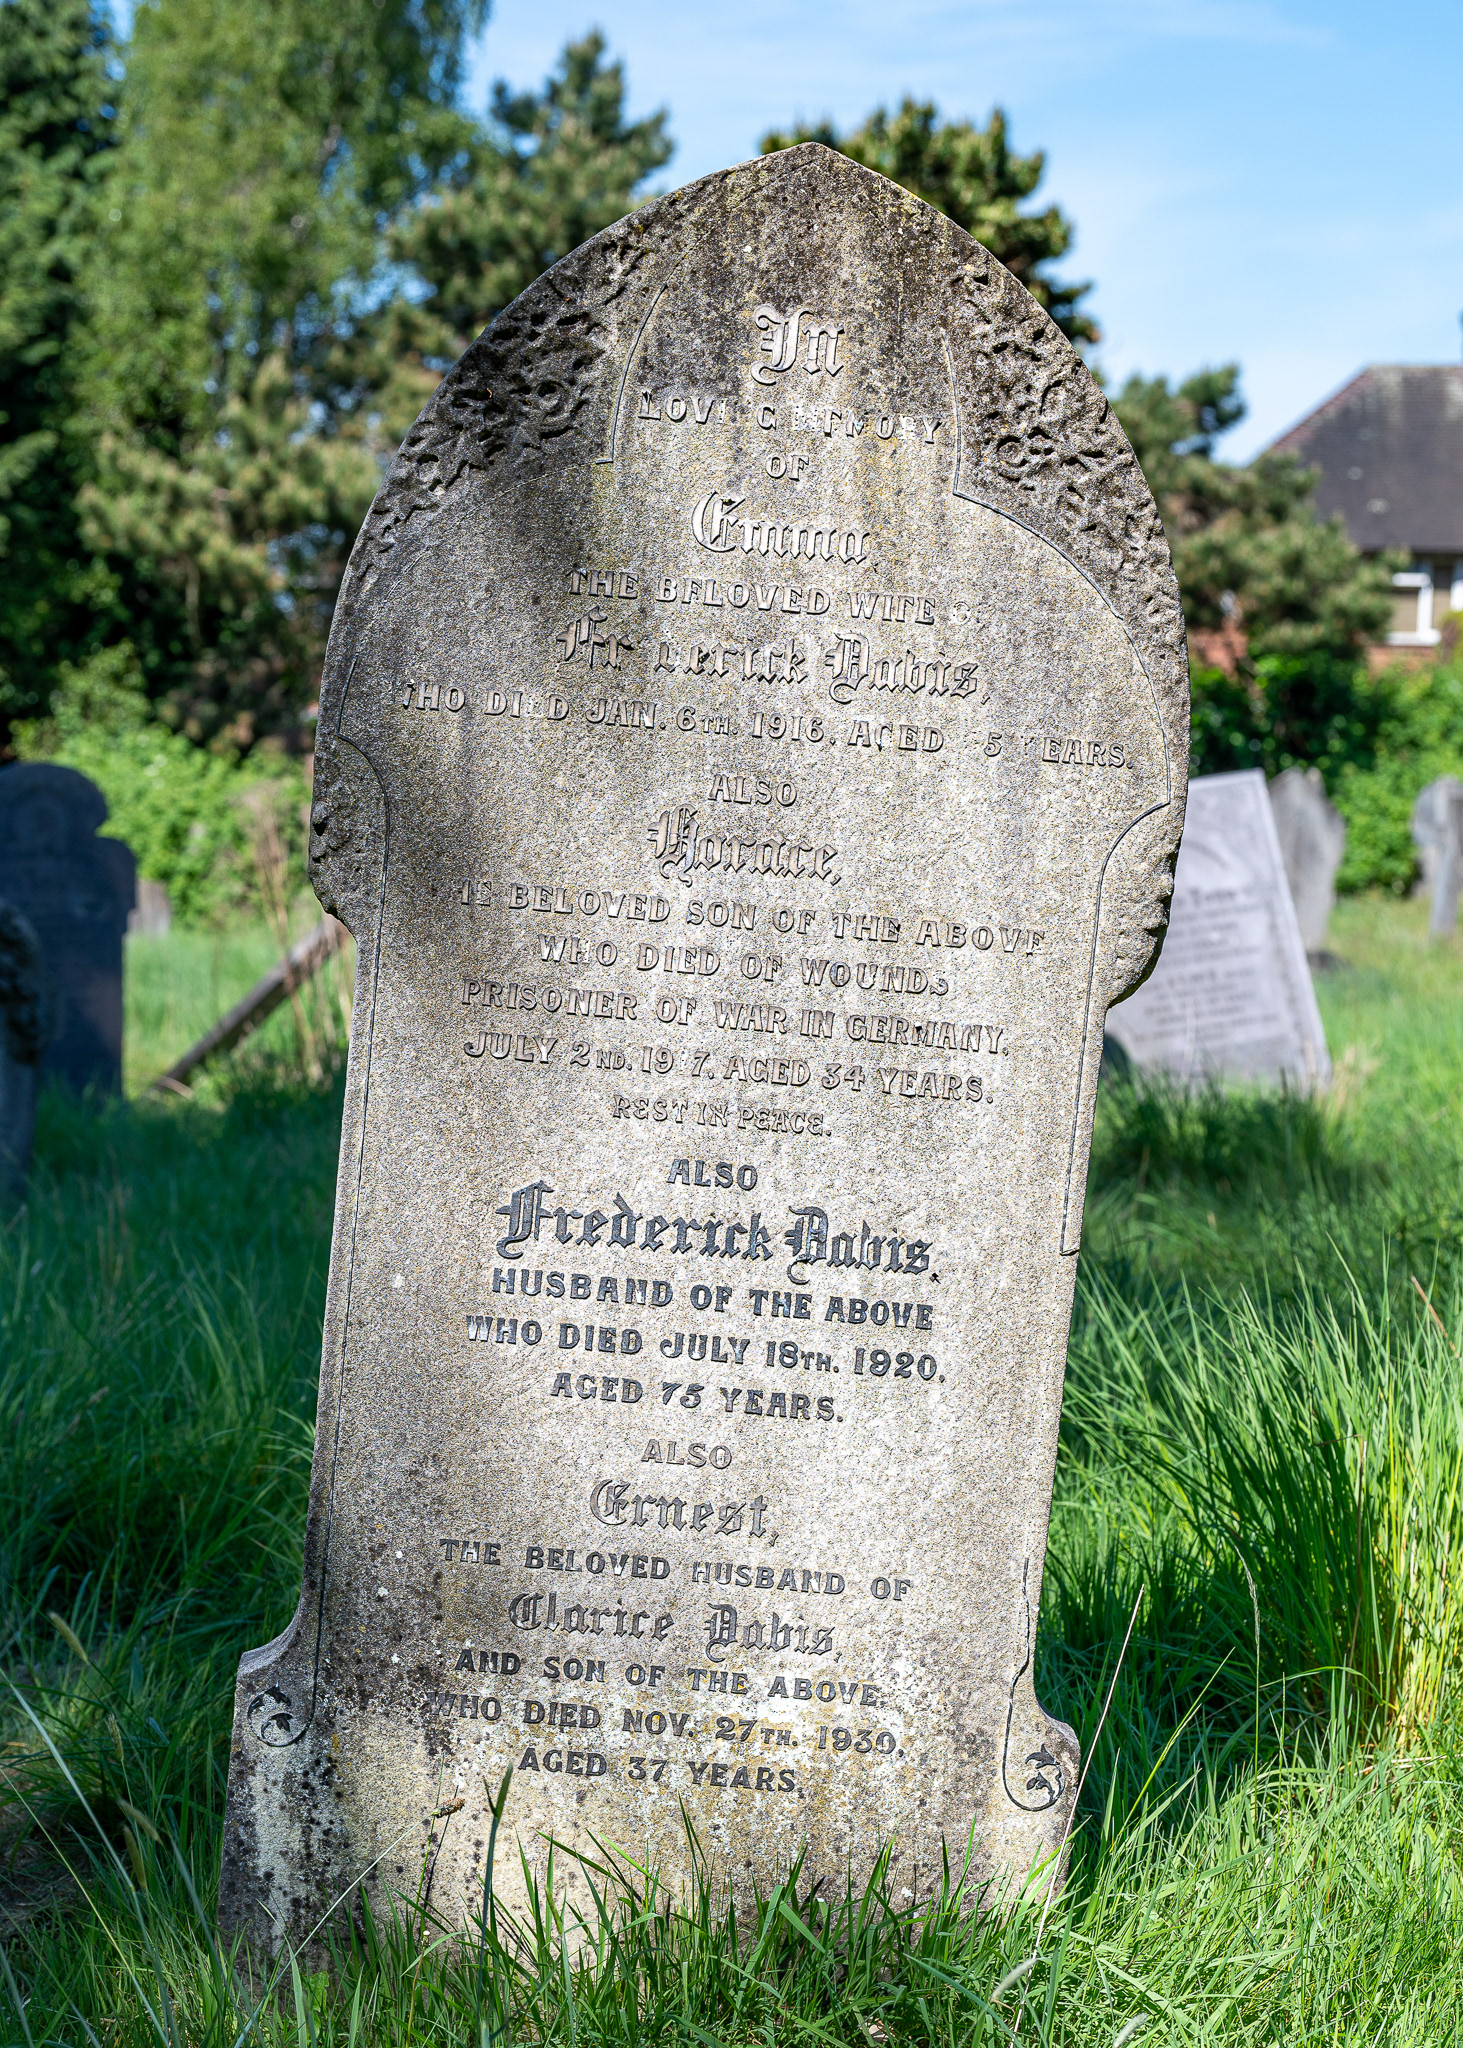 In
LOVING MEMORY
OF
Emma
THE BELOVED WIFE OF
Frederick Davis,
WHO DIED JAN. 6TH. 1916. AGED YEARS.
ALSO
Horace,
THE BELOVED SON OF THE ABOVE
WHO DIED OF WOUNDS
PRISONER OF WAR IN GERMANY,
JULY 2ND. 1917. AGED 34 YEARS.
REST IN PEACE.
ALSO
Frederick Davis,
HUSBAND OF THE ABOVE
WHO DIED JULY 18TH. 1920.
AGED 75 YEARS.
ALSO
Ernest,
THE BELOVED HUSBAND OF
Clarice Davis,
AND SON OF THE ABOVE,
WHO DIED NOV. 27TH. 1930.
AGED 37 YEARS.